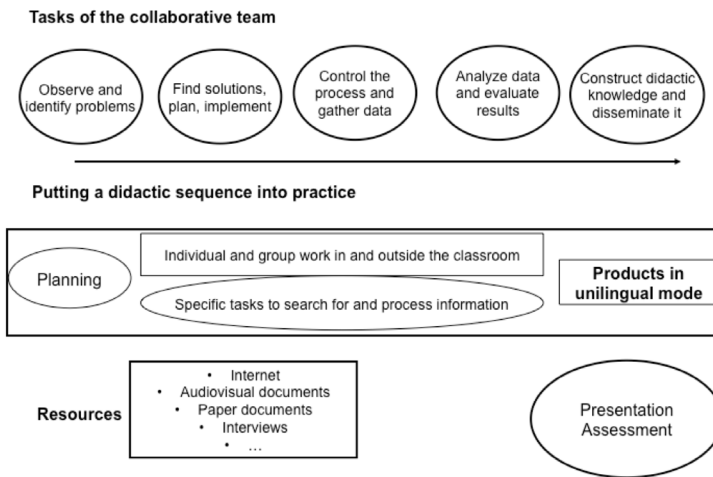 Tasks of the collaborative team
Observe and
identify problems
Find solutions,
plan, implement
Control the
process and
gather data
Analyze data
and evaluate
results
Construct didactic
knowledge and
disseminate it
Putting a didactic sequence into practice
Planning
Individual and group work in and outside the classroom
Specific tasks to search for and process information
Products in
unilingual mode
Resources
• Internet
• Audiovisual documents
• Paper documents
• Interviews
• ...
Presentation
Assessment